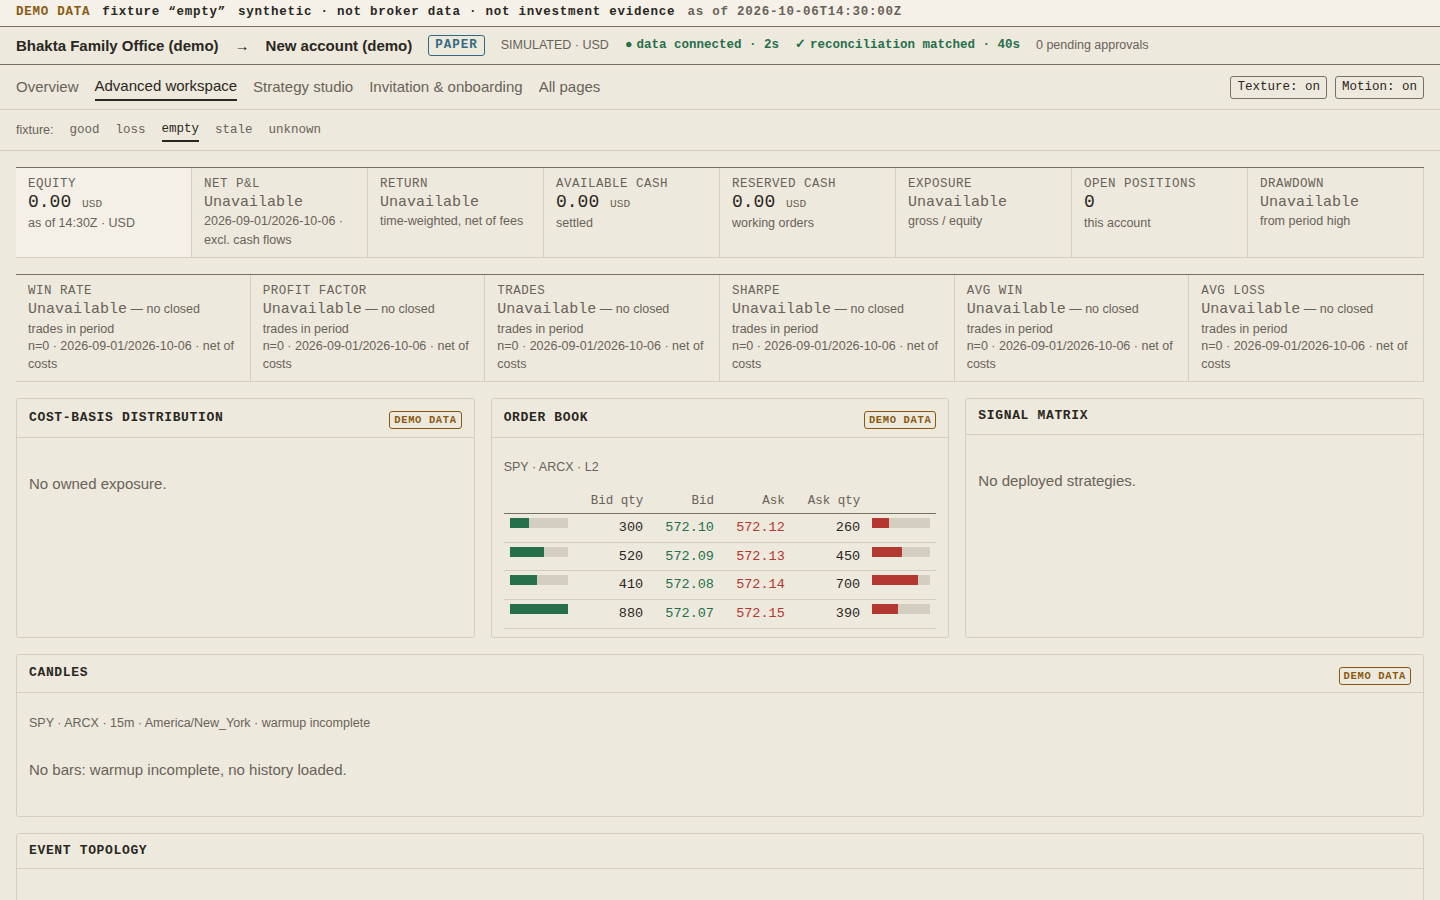 DEMO DATA fixture “empty” synthetic · not broker data · not investment evidence as of 2026-10-06T14:30:00Z
Bhakta Family Office (demo) → New account (demo) PAPER SIMULATED · USD ● data connected · 2s ✓ reconciliation matched · 40s 0 pending approvals
Overview Advanced workspace Strategy studio Invitation & onboarding All pages Texture: on Motion: on
fixture: good loss empty stale unknown
EQUITY
0.00 USD
as of 14:30Z · USD
NET P&L
Unavailable
2026-09-01/2026-10-06 ·
excl. cash flows
RETURN
Unavailable
time-weighted, net of fees
AVAILABLE CASH
0.00 USD
settled
RESERVED CASH
0.00 USD
working orders
EXPOSURE
Unavailable
gross / equity
OPEN POSITIONS
0
this account
DRAWDOWN
Unavailable
from period high
WIN RATE
Unavailable — no closed
trades in period
n=0 · 2026-09-01/2026-10-06 · net of
costs
PROFIT FACTOR
Unavailable — no closed
trades in period
n=0 · 2026-09-01/2026-10-06 · net of
costs
TRADES
Unavailable — no closed
trades in period
n=0 · 2026-09-01/2026-10-06 · net of
costs
SHARPE
Unavailable — no closed
trades in period
n=0 · 2026-09-01/2026-10-06 · net of
costs
AVG WIN
Unavailable — no closed
trades in period
n=0 · 2026-09-01/2026-10-06 · net of
costs
AVG LOSS
Unavailable — no closed
trades in period
n=0 · 2026-09-01/2026-10-06 · net of
costs
COST-BASIS DISTRIBUTION DEMO DATA
No owned exposure.
ORDER BOOK DEMO DATA
SPY · ARCX · L2
Bid qty Bid Ask Ask qty
300 572.10 572.12 260
520 572.09 572.13 450
410 572.08 572.14 700
880 572.07 572.15 390
SIGNAL MATRIX
No deployed strategies.
CANDLES DEMO DATA
SPY · ARCX · 15m · America/New_York · warmup incomplete
No bars: warmup incomplete, no history loaded.
EVENT TOPOLOGY